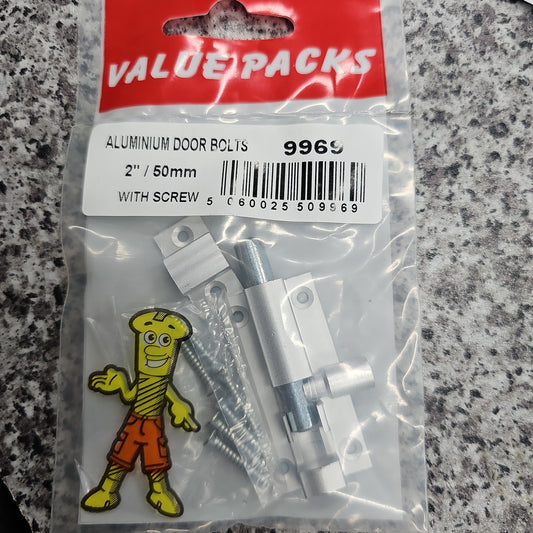 VALUE PACKS
ALUMINIUM DOOR BOLTS 9969
2" / 50mm
WITH SCREW
5 060025 509969